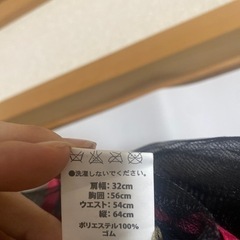 ●洗濯しないでください。
肩幅:32cm
胸囲:56cm
ウエスト:54cm
縦:64cm
ポリエステル100%
ゴム